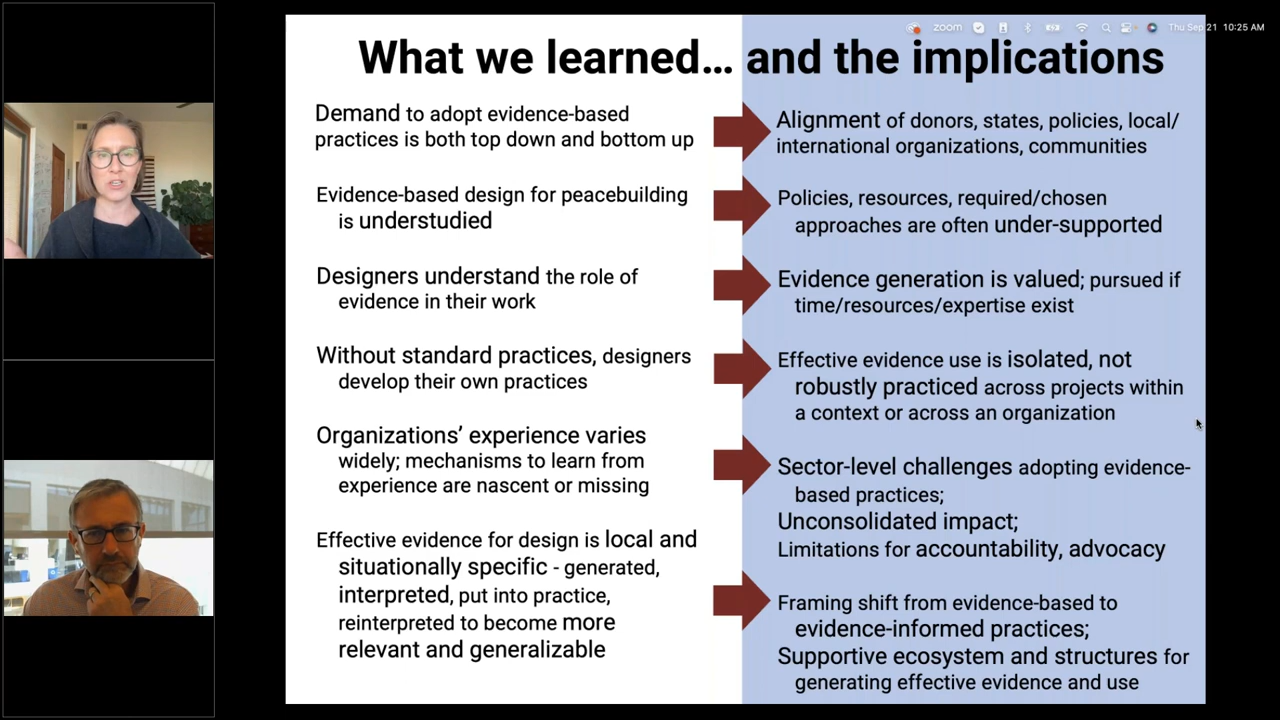 zoom
Thu Sep 21 10:25 AM
What we learned… and the implications
Demand to adopt evidence-based
practices is both top down and bottom up
Evidence-based design for peacebuilding
is understudied
Designers understand the role of
evidence in their work
Without standard practices, designers
develop their own practices
Organizations’ experience varies
widely; mechanisms to learn from
experience are nascent or missing
Effective evidence for design is local and
situationally specific - generated,
interpreted, put into practice,
reinterpreted to become more
relevant and generalizable
Alignment of donors, states, policies, local/
international organizations, communities
Policies, resources, required/chosen
approaches are often under-supported
Evidence generation is valued; pursued if
time/resources/expertise exist
Effective evidence use is isolated, not
robustly practiced across projects within
a context or across an organization
Sector-level challenges adopting evidence-
based practices;
Unconsolidated impact;
Limitations for accountability, advocacy
Framing shift from evidence-based to
evidence-informed practices;
Supportive ecosystem and structures for
generating effective evidence and use